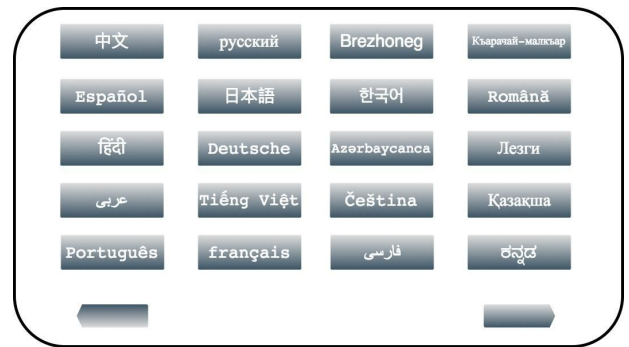 中文
русский
Brezhoneg
Къарачай-малкъар
Español
日本語
한국어
Română
हिंदी
Deutsche
Azərbaycanca
Лезги
عربى
Tiếng Việt
Čeština
Қазақша
Português
français
فارسی
ಕನ್ನಡ